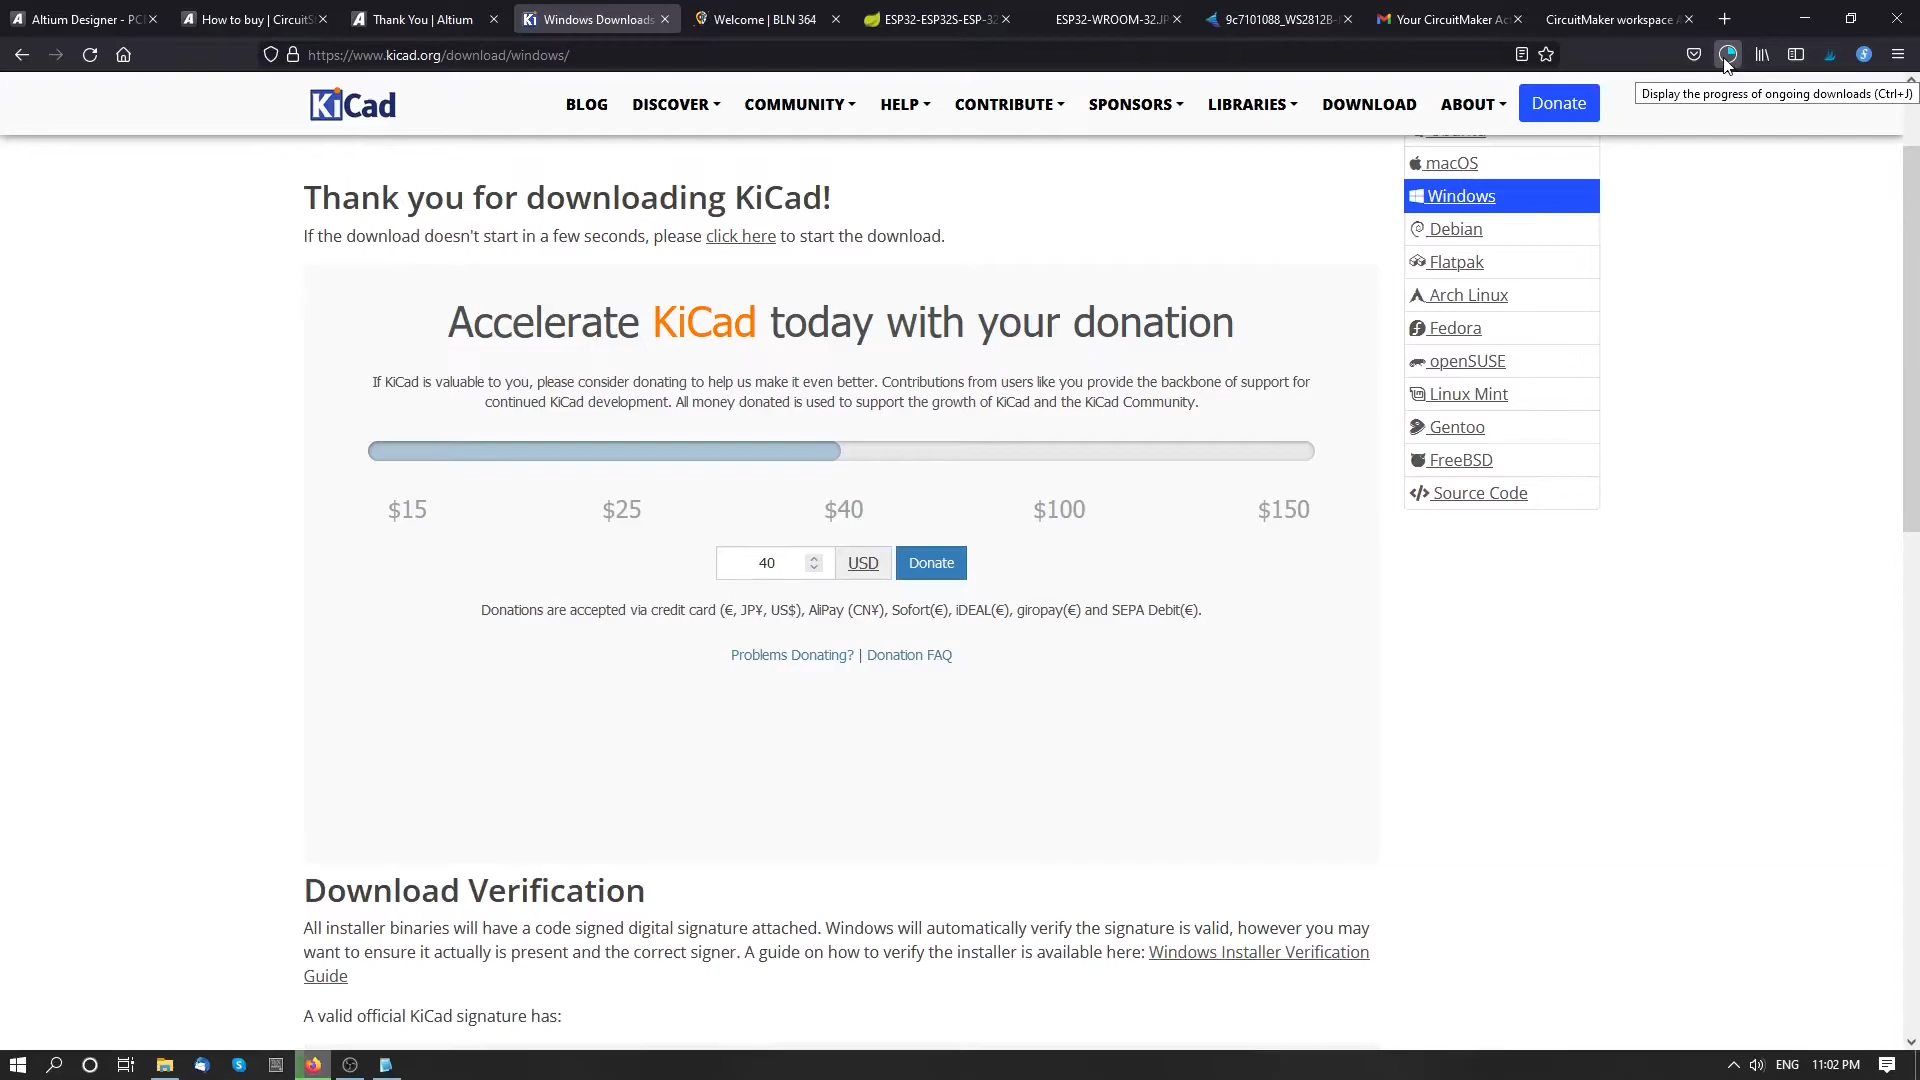 Altium Designer - PC
How to buy | CircuitS
Thank You | Altium
Windows Downloads
Welcome | BLN 364
ESP32-ESP32S-ESP-32
ESP32-WROOM-32.JP
9c7101088_WS2812B-
Your CircuitMaker Ac
CircuitMaker workspace
https://www.kicad.org/download/windows/
Display the progress of ongoing downloads (Ctrl+J)
KiCad
BLOG
DISCOVER
COMMUNITY
HELP
CONTRIBUTE
SPONSORS
LIBRARIES
DOWNLOAD
ABOUT
Donate
Ubuntu
macOS
Windows
Debian
Flatpak
Arch Linux
Fedora
openSUSE
Linux Mint
Gentoo
FreeBSD
</> Source Code
Thank you for downloading KiCad!
If the download doesn't start in a few seconds, please click here to start the download.
Accelerate KiCad today with your donation
If KiCad is valuable to you, please consider donating to help us make it even better. Contributions from users like you provide the backbone of support for
continued KiCad development. All money donated is used to support the growth of KiCad and the KiCad Community.
$15 $25 $40 $100 $150
40 USD Donate
Donations are accepted via credit card (€, JP¥, US$), AliPay (CN¥), Sofort(€), iDEAL(€), giropay(€) and SEPA Debit(€).
Problems Donating? | Donation FAQ
Download Verification
All installer binaries will have a code signed digital signature attached. Windows will automatically verify the signature is valid, however you may
want to ensure it actually is present and the correct signer. A guide on how to verify the installer is available here: Windows Installer Verification
Guide
A valid official KiCad signature has:
ENG
11:02 PM